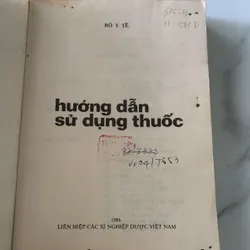 BỘ Y TẾ
hướng dẫn
sử dụng thuốc
1986
LIÊN HIỆP CÁC XÍ NGHIỆP DƯỢC VIỆT NAM